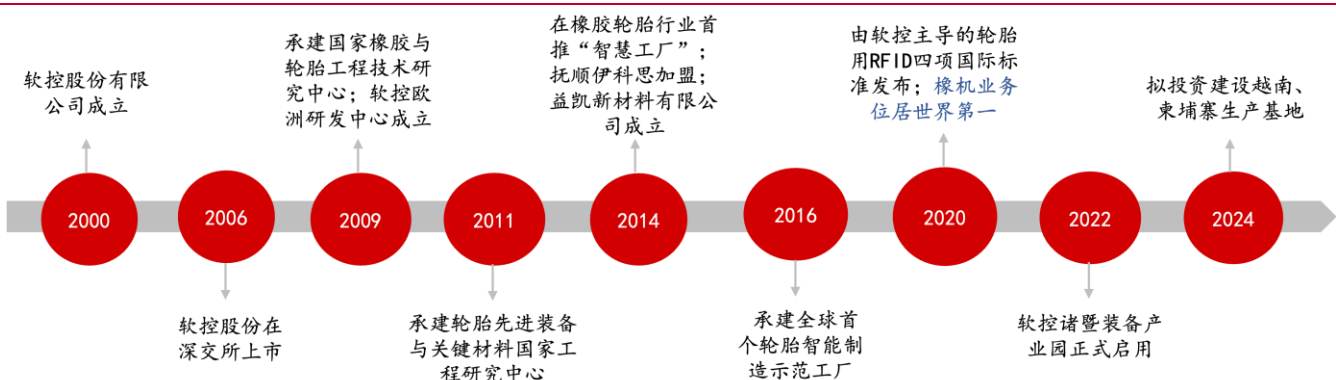 软控股份有限
公司成立
2000
2006
软控股份在
深交所上市
承建国家橡胶与
轮胎工程技术研
究中心；软控欧
洲研发中心成立
2009
2011
承建轮胎先进装备
与关键材料国家工
程研究中心
在橡胶轮胎行业首
推“智慧工厂”；
抚顺伊科思加盟；
益凯新材料有限公
司成立
2014
2016
承建全球首
个轮胎智能制
造示范工厂
由软控主导的轮胎
用RFID四项国际标
准发布；橡机业务
位居世界第一
2020
2022
软控诸暨装备产
业园正式启用
拟投资建设越南、
柬埔寨生产基地
2024